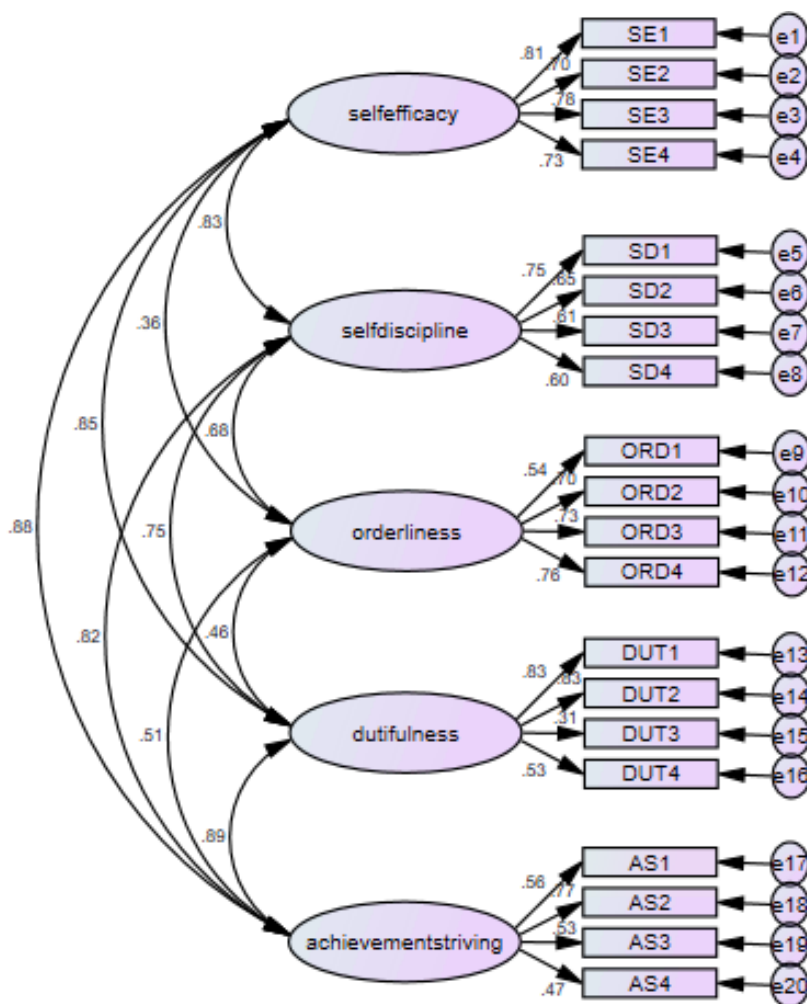 SE1 e1
.81
.70
SE2 e2
.78
selfefficacy SE3 e3
.73
SE4 e4
.83
SD1 e5
.75
.65
SD2 e6
.61
.36
selfdiscipline SD3 e7
.60
SD4 e8
.85
.68
ORD1 e9
.54
.70
ORD2 e10
.88
.75
.73
orderliness ORD3 e11
.76
ORD4 e12
.82
.46
DUT1 e13
.83
.83
DUT2 e14
.31
.51
dutifulness DUT3 e15
.53
DUT4 e16
.89
AS1 e17
.56
.77
AS2 e18
.53
achievementstriving AS3 e19
.47
AS4 e20